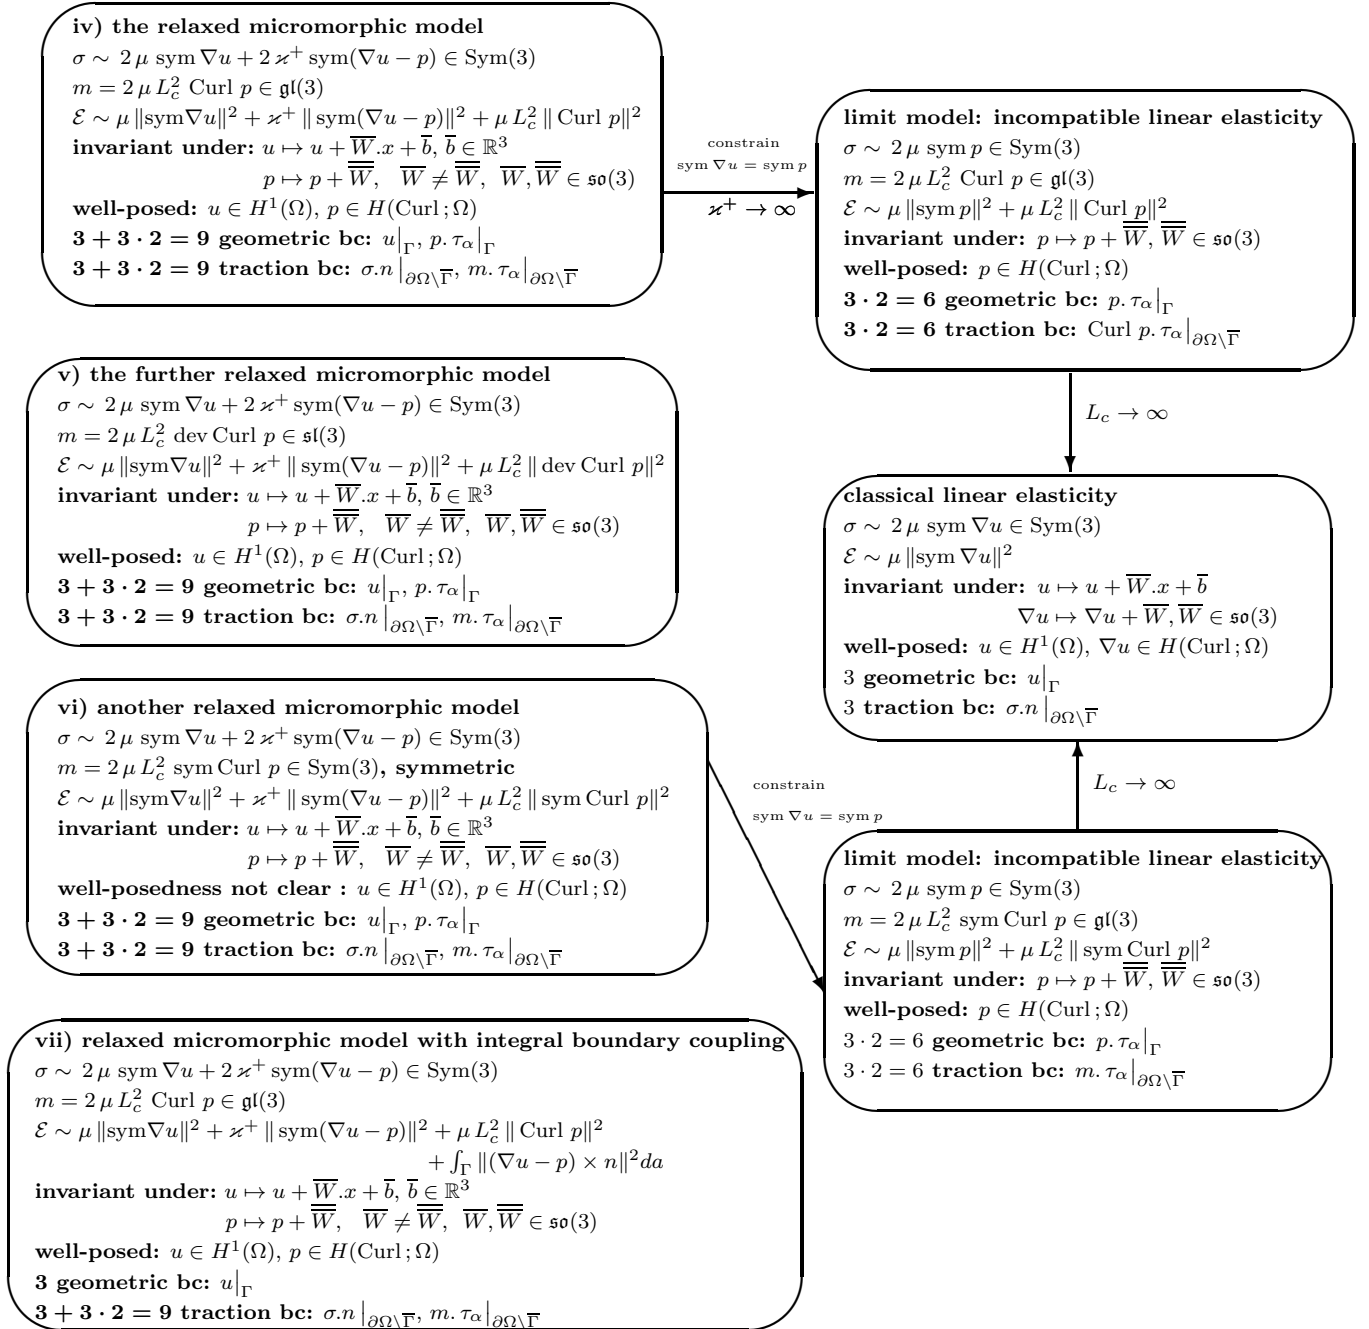 iv) the relaxed micromorphic model
σ ∼ 2 μ sym ∇u + 2 ϰ⁺ sym(∇u − p) ∈ Sym(3)
m = 2 μ L_c² Curl p ∈ 𝔤𝔩(3)
ℰ ∼ μ ‖sym∇u‖² + ϰ⁺ ‖ sym(∇u − p)‖² + μ L_c² ‖ Curl p‖²
invariant under: u ↦ u + W̅.x + b̅, b̅ ∈ ℝ³
p ↦ p + W̿, W̅ ≠ W̿, W̅, W̿ ∈ 𝔰𝔬(3)
well-posed: u ∈ H¹(Ω), p ∈ H(Curl ; Ω)
3 + 3 · 2 = 9 geometric bc: u|_Γ, p. τ_α|_Γ
3 + 3 · 2 = 9 traction bc: σ.n |_{∂Ω\Γ̅}, m. τ_α|_{∂Ω\Γ̅}
constrain
sym ∇u = sym p
ϰ⁺ → ∞
limit model: incompatible linear elasticity
σ ∼ 2 μ sym p ∈ Sym(3)
m = 2 μ L_c² Curl p ∈ 𝔤𝔩(3)
ℰ ∼ μ ‖sym p‖² + μ L_c² ‖ Curl p‖²
invariant under: p ↦ p + W̿, W̿ ∈ 𝔰𝔬(3)
well-posed: p ∈ H(Curl ; Ω)
3 · 2 = 6 geometric bc: p. τ_α|_Γ
3 · 2 = 6 traction bc: Curl p. τ_α|_{∂Ω\Γ̅}
L_c → ∞
v) the further relaxed micromorphic model
σ ∼ 2 μ sym ∇u + 2 ϰ⁺ sym(∇u − p) ∈ Sym(3)
m = 2 μ L_c² dev Curl p ∈ 𝔰𝔩(3)
ℰ ∼ μ ‖sym∇u‖² + ϰ⁺ ‖ sym(∇u − p)‖² + μ L_c² ‖ dev Curl p‖²
invariant under: u ↦ u + W̅.x + b̅, b̅ ∈ ℝ³
p ↦ p + W̿, W̅ ≠ W̿, W̅, W̿ ∈ 𝔰𝔬(3)
well-posed: u ∈ H¹(Ω), p ∈ H(Curl ; Ω)
3 + 3 · 2 = 9 geometric bc: u|_Γ, p. τ_α|_Γ
3 + 3 · 2 = 9 traction bc: σ.n |_{∂Ω\Γ̅}, m. τ_α|_{∂Ω\Γ̅}
classical linear elasticity
σ ∼ 2 μ sym ∇u ∈ Sym(3)
ℰ ∼ μ ‖sym ∇u‖²
invariant under: u ↦ u + W̅.x + b̅
∇u ↦ ∇u + W̅, W̅ ∈ 𝔰𝔬(3)
well-posed: u ∈ H¹(Ω), ∇u ∈ H(Curl ; Ω)
3 geometric bc: u|_Γ
3 traction bc: σ.n |_{∂Ω\Γ̅}
vi) another relaxed micromorphic model
σ ∼ 2 μ sym ∇u + 2 ϰ⁺ sym(∇u − p) ∈ Sym(3)
m = 2 μ L_c² sym Curl p ∈ Sym(3), symmetric
ℰ ∼ μ ‖sym∇u‖² + ϰ⁺ ‖ sym(∇u − p)‖² + μ L_c² ‖ sym Curl p‖²
invariant under: u ↦ u + W̅.x + b̅, b̅ ∈ ℝ³
p ↦ p + W̿, W̅ ≠ W̿, W̅, W̿ ∈ 𝔰𝔬(3)
well-posedness not clear : u ∈ H¹(Ω), p ∈ H(Curl ; Ω)
3 + 3 · 2 = 9 geometric bc: u|_Γ, p. τ_α|_Γ
3 + 3 · 2 = 9 traction bc: σ.n |_{∂Ω\Γ̅}, m. τ_α|_{∂Ω\Γ̅}
constrain
sym ∇u = sym p
L_c → ∞
limit model: incompatible linear elasticity
σ ∼ 2 μ sym p ∈ Sym(3)
m = 2 μ L_c² sym Curl p ∈ 𝔤𝔩(3)
ℰ ∼ μ ‖sym p‖² + μ L_c² ‖ sym Curl p‖²
invariant under: p ↦ p + W̿, W̿ ∈ 𝔰𝔬(3)
well-posed: p ∈ H(Curl ; Ω)
3 · 2 = 6 geometric bc: p. τ_α|_Γ
3 · 2 = 6 traction bc: m. τ_α|_{∂Ω\Γ̅}
vii) relaxed micromorphic model with integral boundary coupling
σ ∼ 2 μ sym ∇u + 2 ϰ⁺ sym(∇u − p) ∈ Sym(3)
m = 2 μ L_c² Curl p ∈ 𝔤𝔩(3)
ℰ ∼ μ ‖sym∇u‖² + ϰ⁺ ‖ sym(∇u − p)‖² + μ L_c² ‖ Curl p‖²
+ ∫_Γ ‖(∇u − p) × n‖² da
invariant under: u ↦ u + W̅.x + b̅, b̅ ∈ ℝ³
p ↦ p + W̿, W̅ ≠ W̿, W̅, W̿ ∈ 𝔰𝔬(3)
well-posed: u ∈ H¹(Ω), p ∈ H(Curl ; Ω)
3 geometric bc: u|_Γ
3 + 3 · 2 = 9 traction bc: σ.n |_{∂Ω\Γ̅}, m. τ_α|_{∂Ω\Γ̅}